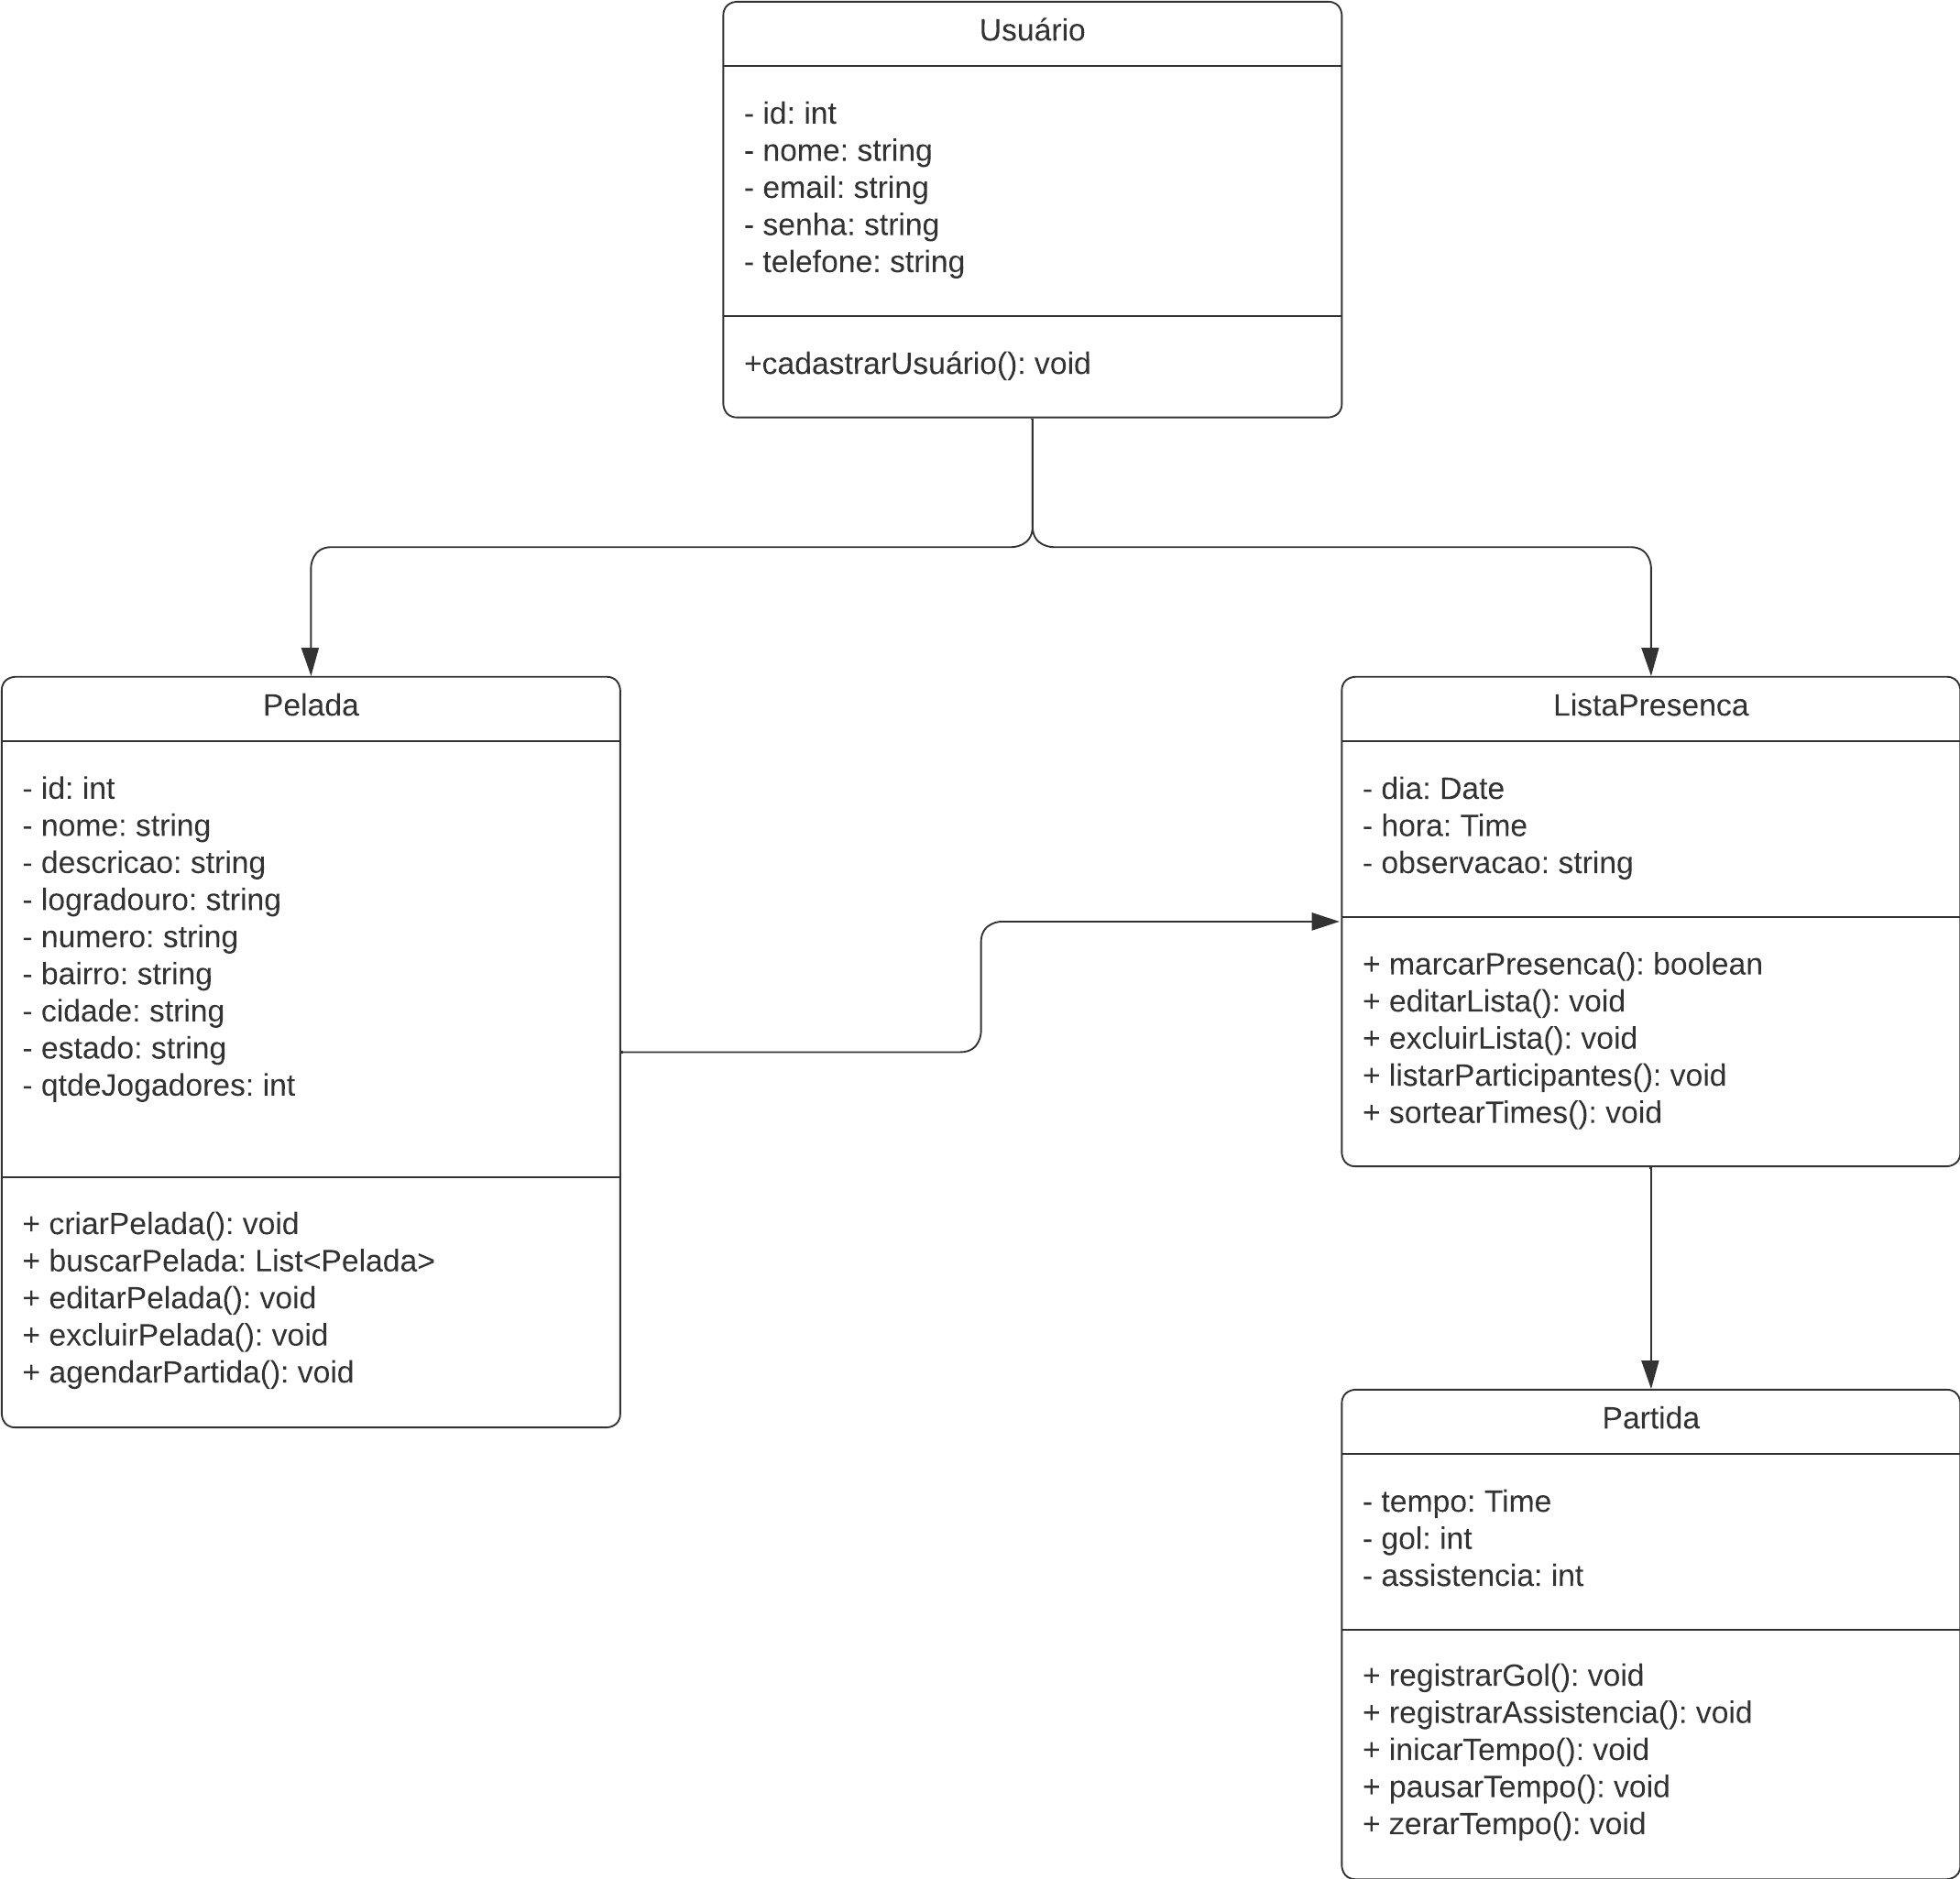 Usuário
- id: int
- nome: string
- email: string
- senha: string
- telefone: string
+cadastrarUsuário(): void
Pelada
- id: int
- nome: string
- descricao: string
- logradouro: string
- numero: string
- bairro: string
- cidade: string
- estado: string
- qtdeJogadores: int
+ criarPelada(): void
+ buscarPelada: List<Pelada>
+ editarPelada(): void
+ excluirPelada(): void
+ agendarPartida(): void
ListaPresenca
- dia: Date
- hora: Time
- observacao: string
+ marcarPresenca(): boolean
+ editarLista(): void
+ excluirLista(): void
+ listarParticipantes(): void
+ sortearTimes(): void
Partida
- tempo: Time
- gol: int
- assistencia: int
+ registrarGol(): void
+ registrarAssistencia(): void
+ inicarTempo(): void
+ pausarTempo(): void
+ zerarTempo(): void